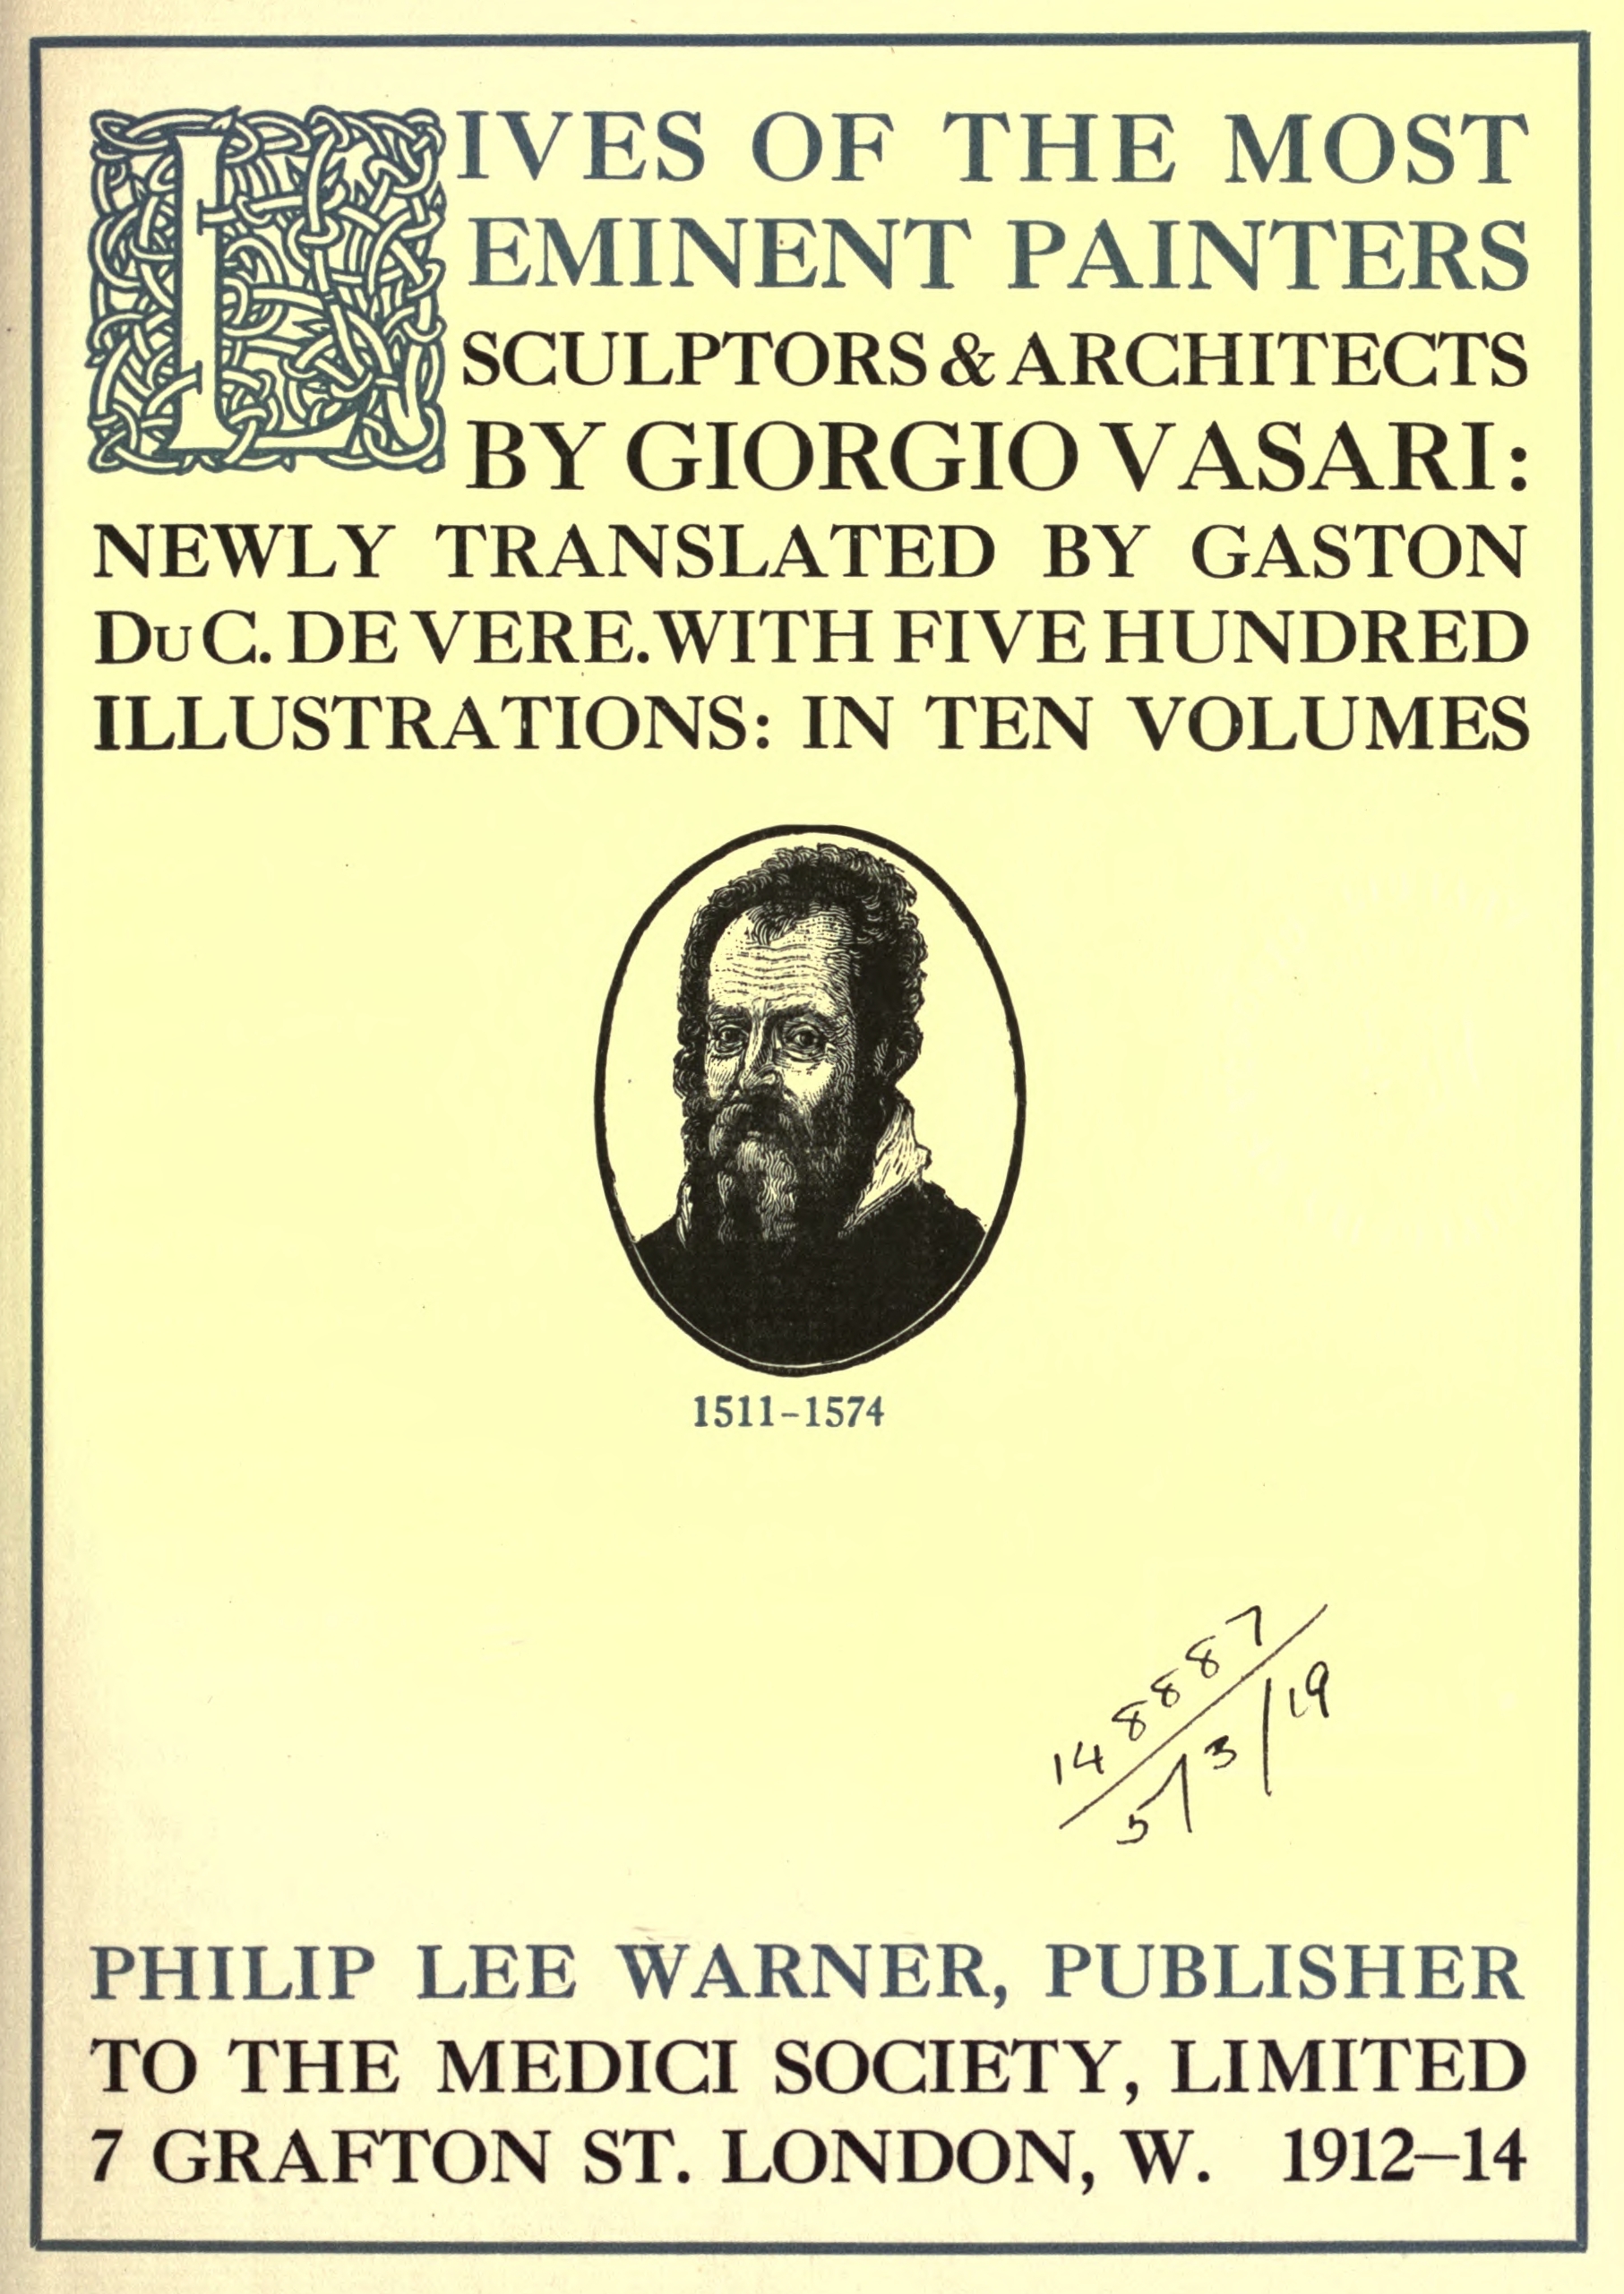 LIVES OF THE MOST
EMINENT PAINTERS
SCULPTORS & ARCHITECTS
BY GIORGIO VASARI:
NEWLY TRANSLATED BY GASTON
DU C. DE VERE. WITH FIVE HUNDRED
ILLUSTRATIONS: IN TEN VOLUMES
1511-1574
148887
5/3/19
PHILIP LEE WARNER, PUBLISHER
TO THE MEDICI SOCIETY, LIMITED
7 GRAFTON ST. LONDON, W. 1912–14